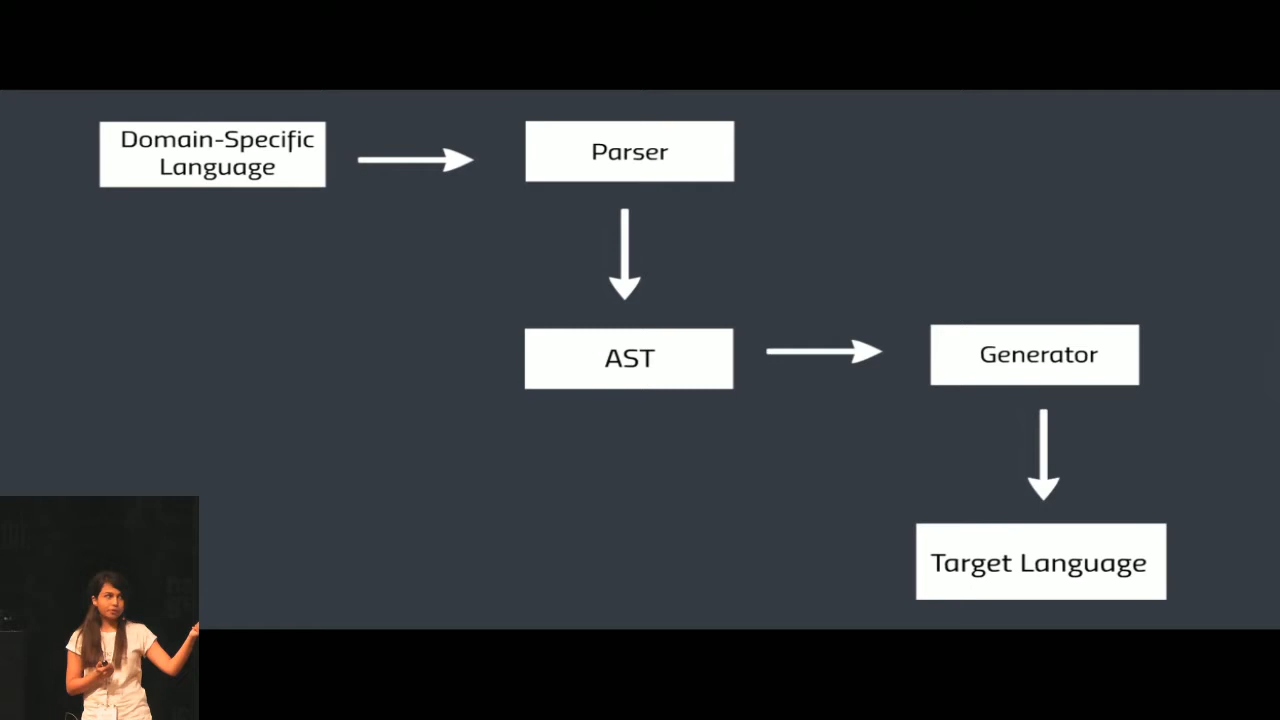 Domain-Specific
Language
Parser
AST
Generator
Target Language